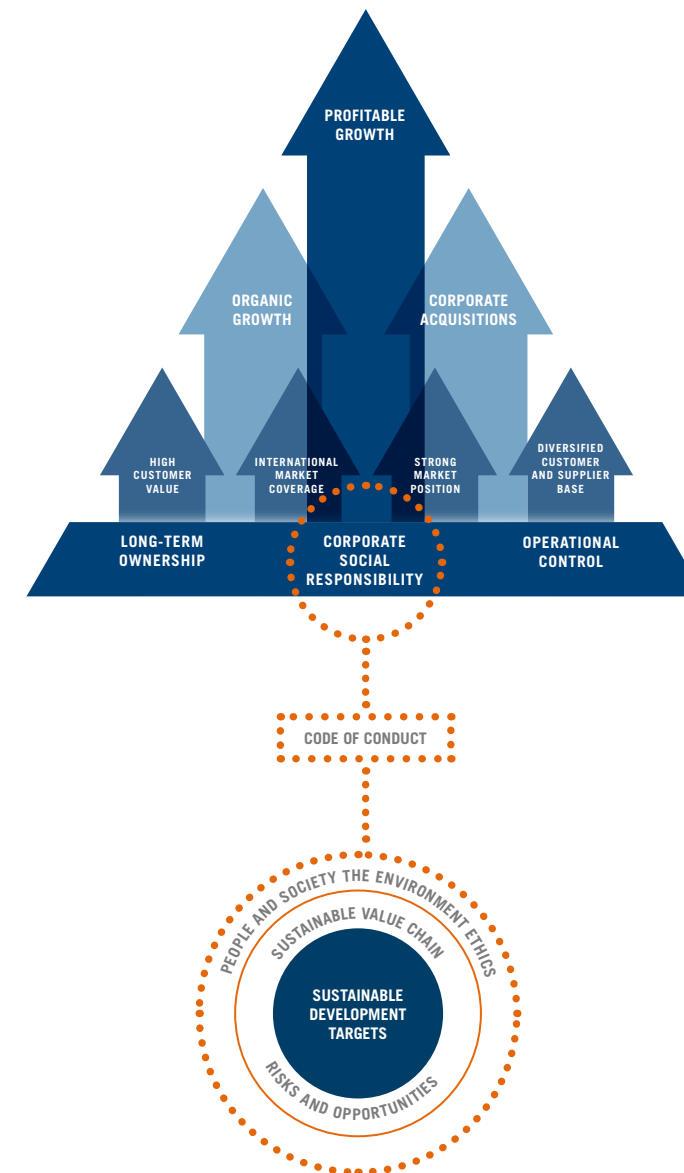 PROFITABLE
GROWTH
ORGANIC
GROWTH
CORPORATE
ACQUISITIONS
HIGH
CUSTOMER
VALUE
INTERNATIONAL
MARKET
COVERAGE
STRONG
MARKET
POSITION
DIVERSIFIED
CUSTOMER
AND SUPPLIER
BASE
LONG-TERM
OWNERSHIP
CORPORATE
SOCIAL
RESPONSIBILITY
OPERATIONAL
CONTROL
CODE OF CONDUCT
PEOPLE AND SOCIETY THE ENVIRONMENT ETHICS
SUSTAINABLE VALUE CHAIN
SUSTAINABLE
DEVELOPMENT
TARGETS
RISKS AND OPPORTUNITIES